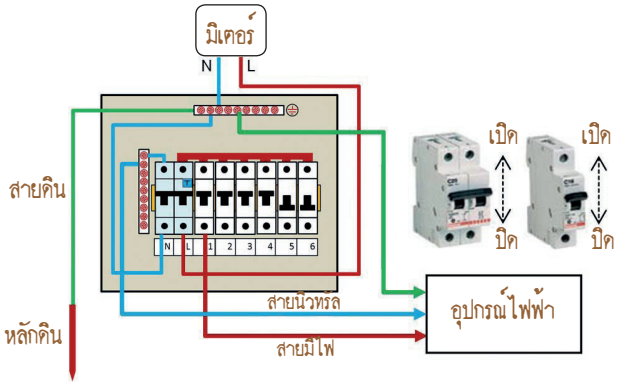 มิเตอร์
N L
สายดิน
N L 1 2 3 4 5 6
เปิด
ปิด
เปิด
ปิด
C20
C16
หลักดิน
สายนิวทรัล
สายมีไฟ
อุปกรณ์ไฟฟ้า